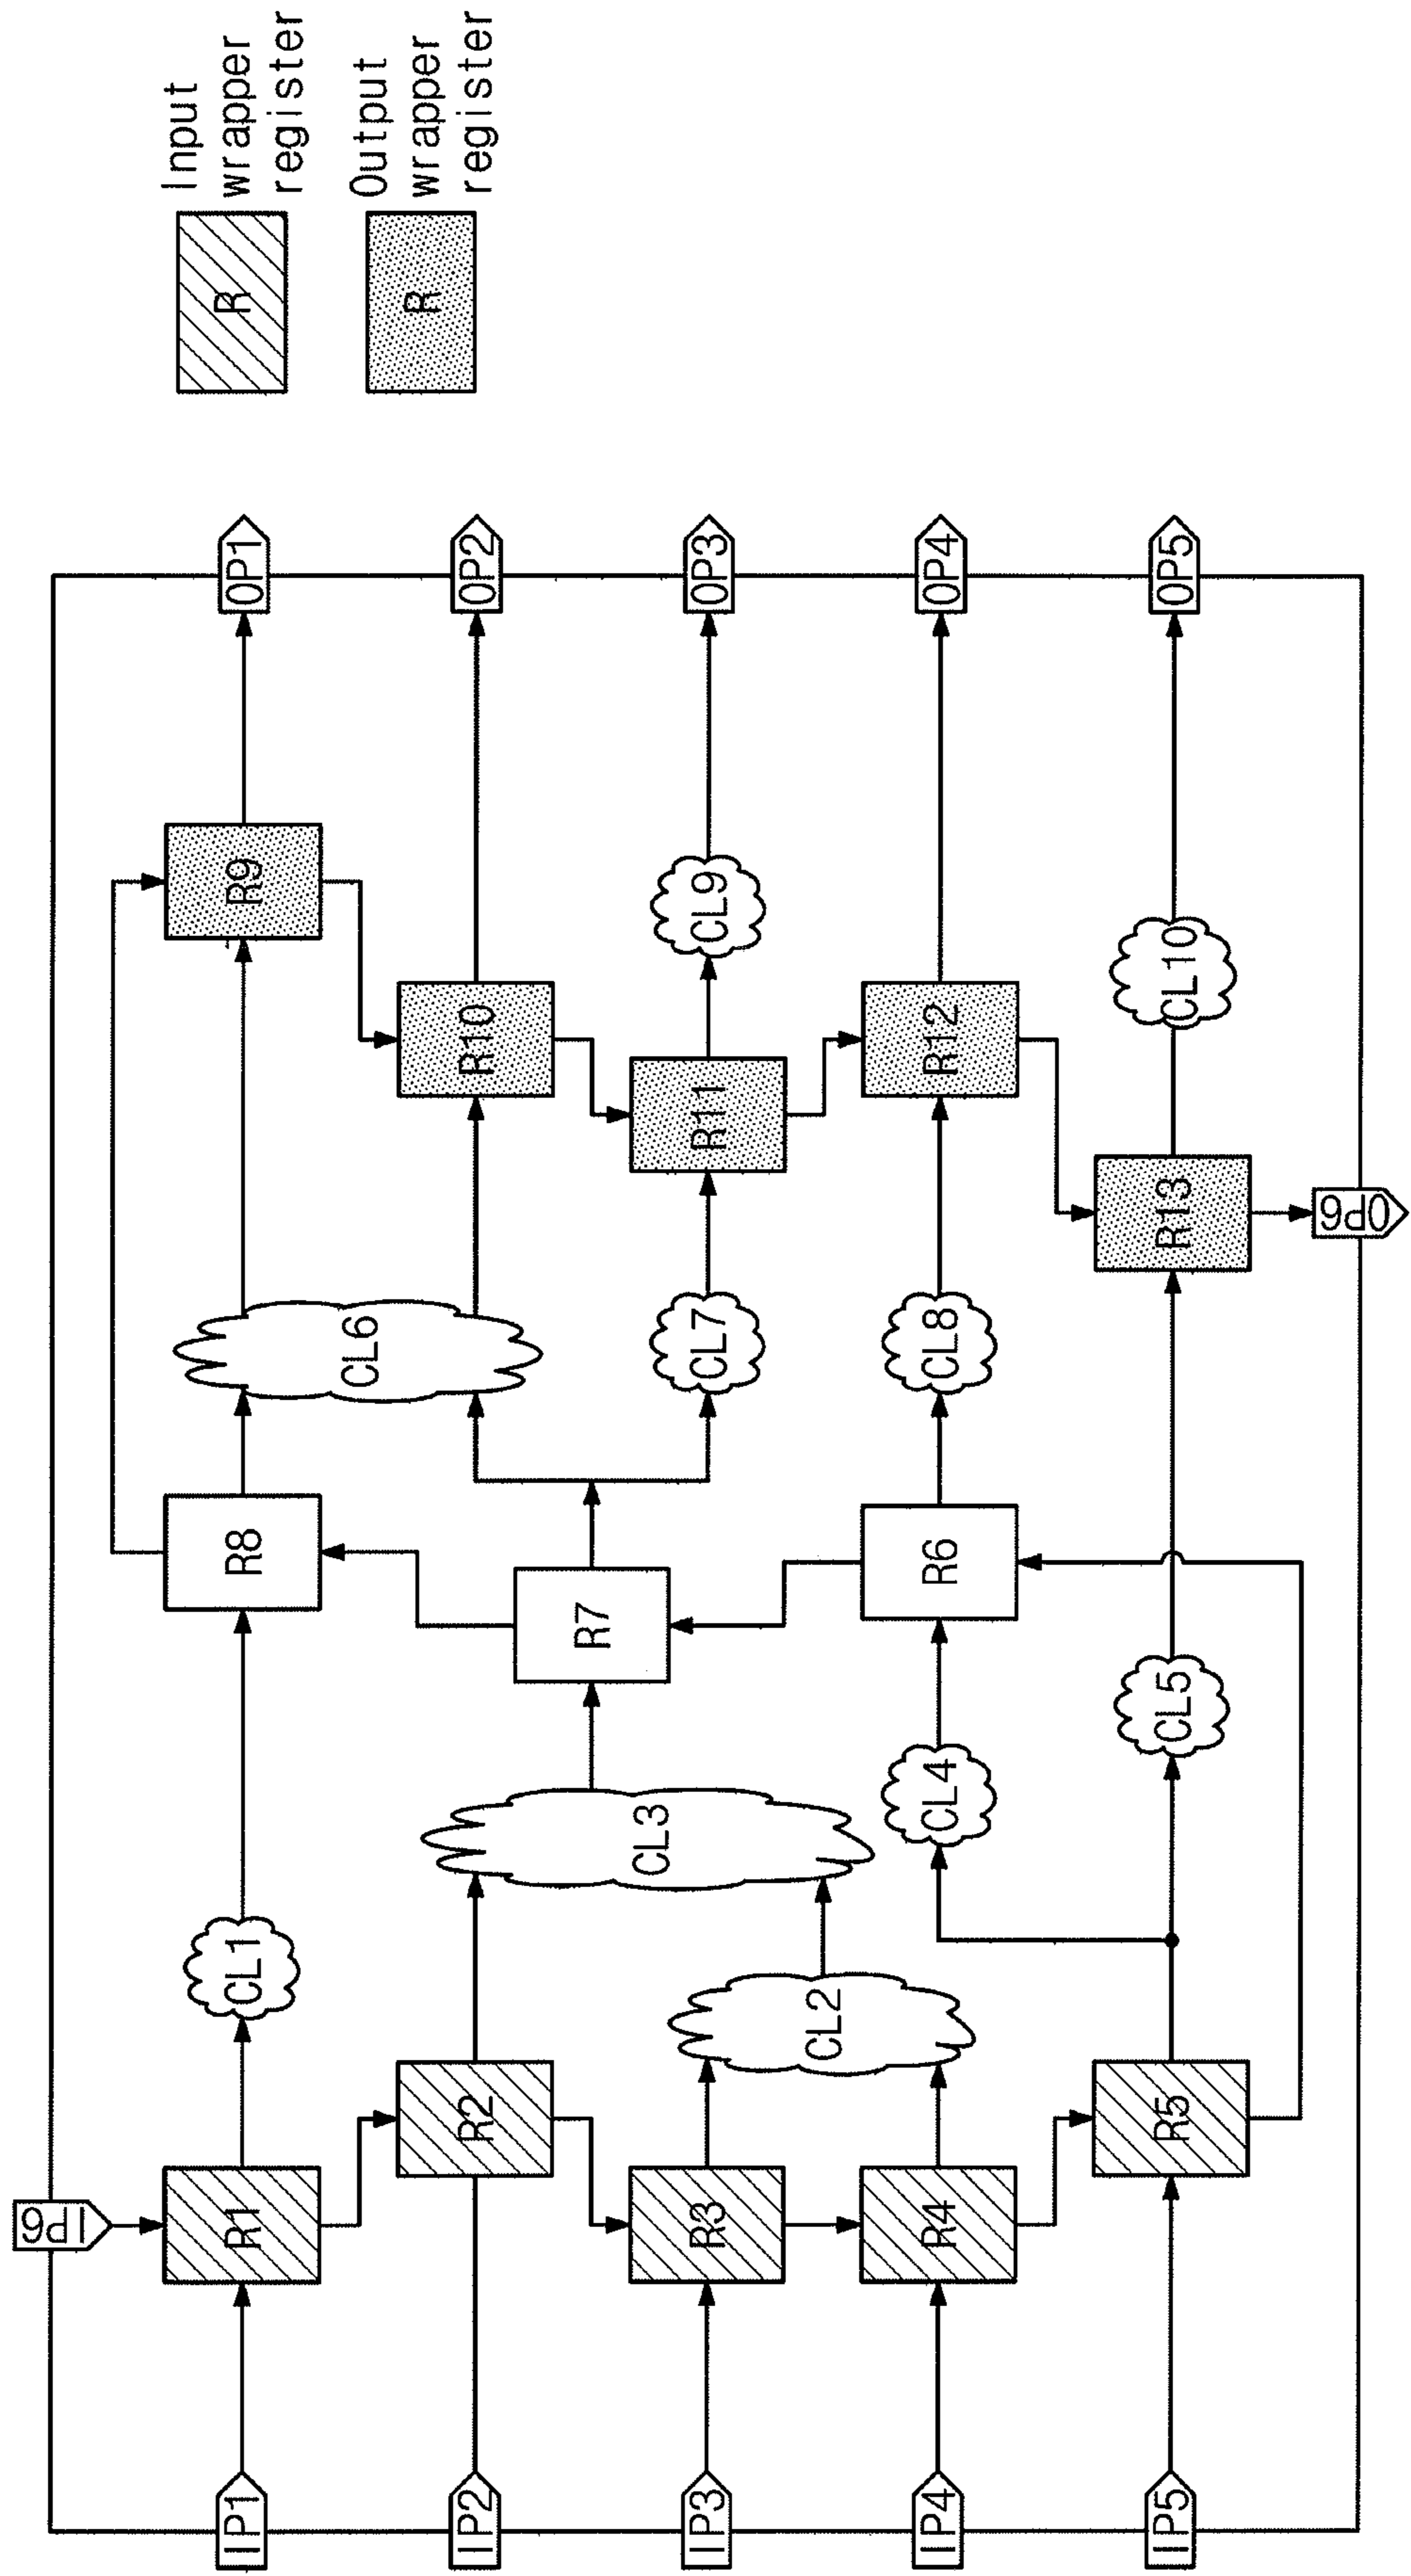 IP6
IP1
R1
CL1
R8
CL6
R9
OP1
IP2
R2
CL3
R7
R10
OP2
IP3
R3
CL2
CL7
R11
CL9
OP3
IP4
R4
CL4
R6
CL8
R12
OP4
IP5
R5
CL5
R13
CL10
OP5
OP6
R
Input
wrapper
register
R
Output
wrapper
register